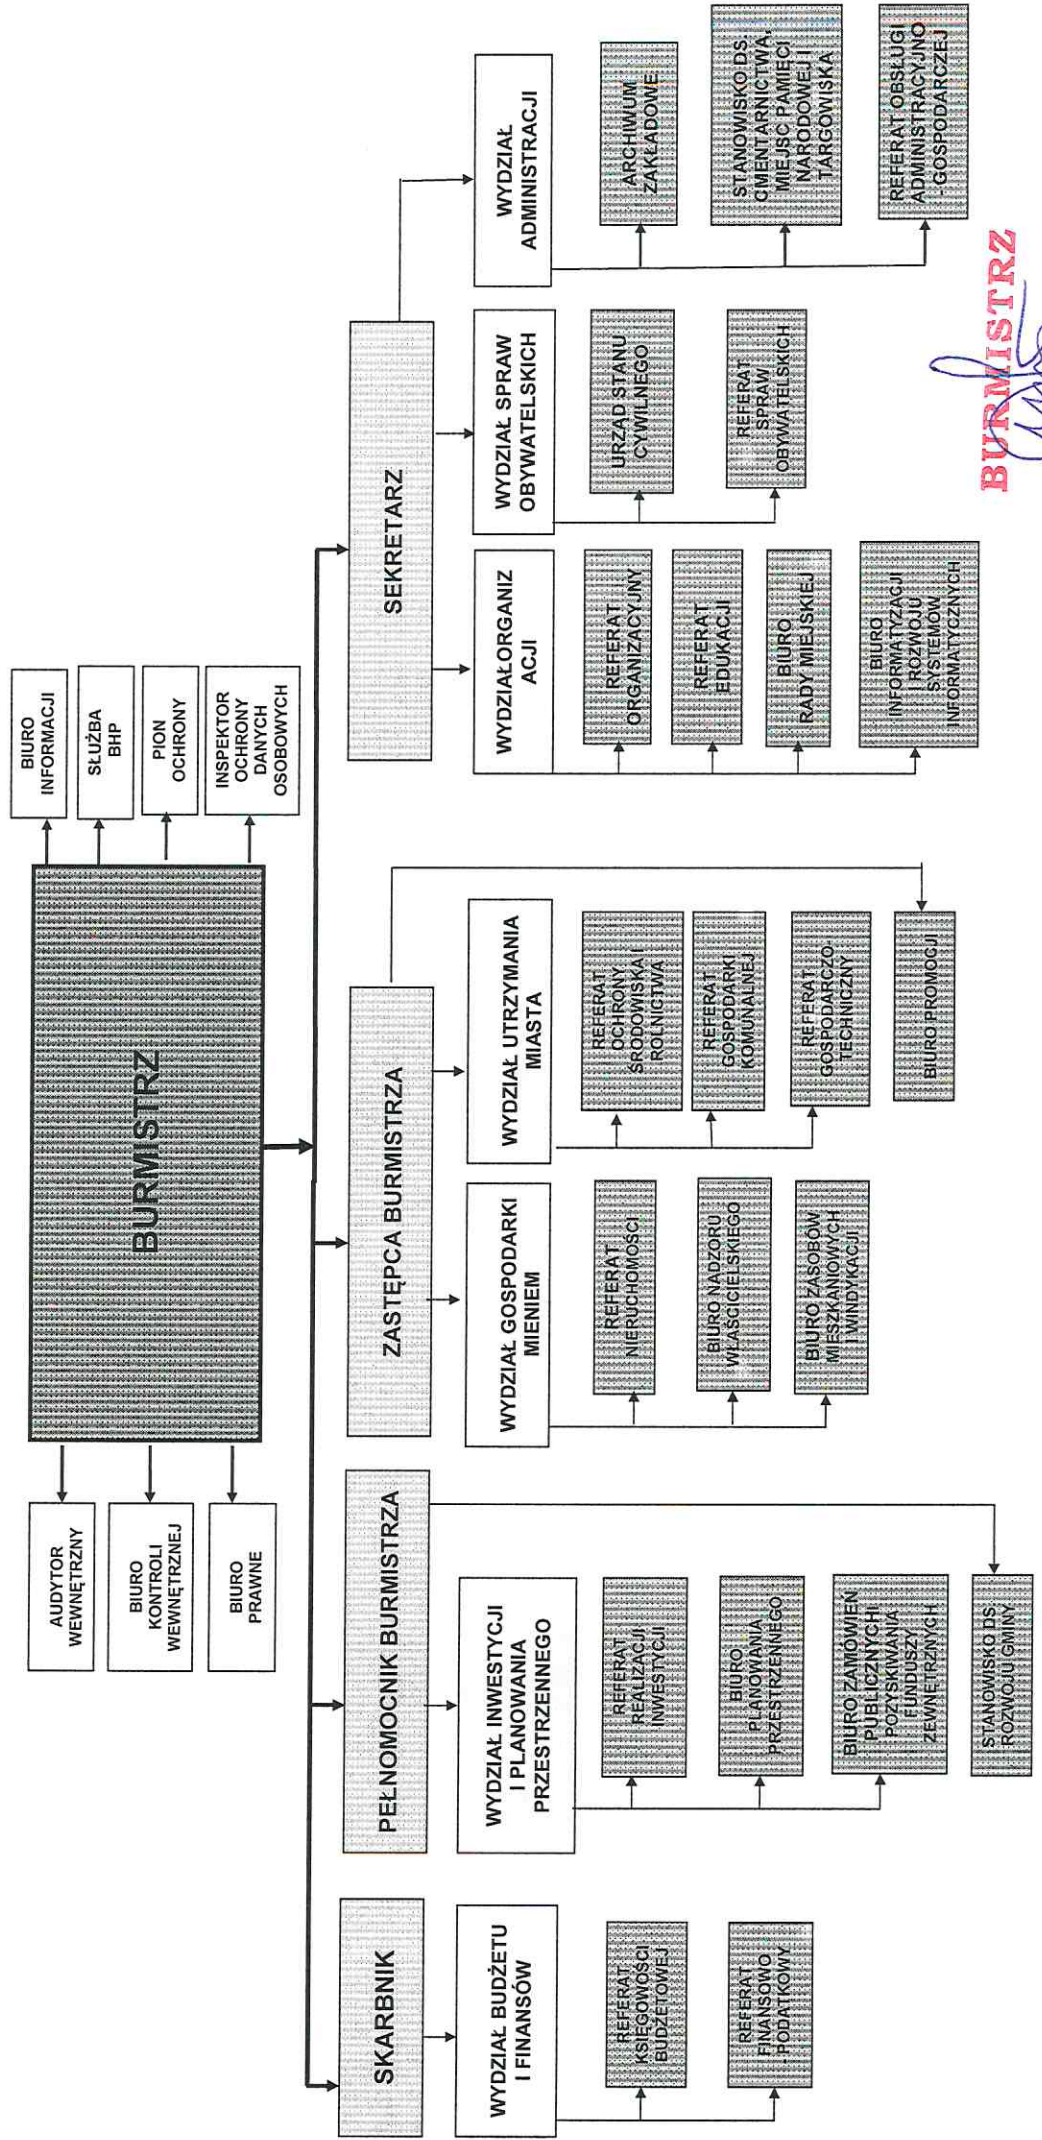 BURMISTRZ
AUDYTOR
WEWNĘTRZNY
BIURO
KONTROLI
WEWNĘTRZNEJ
BIURO
PRAWNE
BIURO
INFORMACJI
SŁUŻBA
BHP
PION
OCHRONY
INSPEKTOR
OCHRONY
DANYCH
OSOBOWYCH
SKARBNIK
WYDZIAŁ BUDŻETU
I FINANSÓW
REFERAT
KSIĘGOWOŚCI
BUDŻETOWEJ
REFERAT
FINANSOWO
- PODATKOWY
PEŁNOMOCNIK BURMISTRZA
WYDZIAŁ INWESTYCJI
I PLANOWANIA
PRZESTRZENNEGO
REFERAT
REALIZACJI
INWESTYCJI
BIURO
PLANOWANIA
PRZESTRZENNEGO
BIURO ZAMÓWIEŃ
PUBLICZNYCH I
POZYSKIWANIA
FUNDUSZY
ZEWNĘTRZNYCH
STANOWISKO DS.
ROZWOJU GMINY
ZASTĘPCA BURMISTRZA
WYDZIAŁ GOSPODARKI
MIENIEM
REFERAT
NIERUCHOMOŚCI
BIURO NADZORU
WŁAŚCICIELSKIEGO
BIURO ZASOBÓW
MIESZKANIOWYCH
I WINDYKACJI
WYDZIAŁ UTRZYMANIA
MIASTA
REFERAT
OCHRONY
ŚRODOWISKA I
ROLNICTWA
REFERAT
GOSPODARKI
KOMUNALNEJ
REFERAT
GOSPODARCZO-
TECHNICZNY
BIURO PROMOCJI
SEKRETARZ
WYDZIAŁORGANIZ
ACJI
REFERAT
ORGANIZACYJNY
REFERAT
EDUKACJI
BIURO
RADY MIEJSKIEJ
BIURO
INFORMATYZACJI
I ROZWOJU
SYSTEMÓW
INFORMATYCZNYCH
WYDZIAŁ SPRAW
OBYWATELSKICH
URZĄD STANU
CYWILNEGO
REFERAT
SPRAW
OBYWATELSKICH
WYDZIAŁ
ADMINISTRACJI
ARCHIWUM
ZAKŁADOWE
STANOWISKO DS.
CMENTARNICTWA,
MIEJSC PAMIĘCI
NARODOWEJ I
TARGOWISKA
REFERAT OBSŁUGI
ADMINISTRACYJNO
- GOSPODARCZEJ
BURMISTRZ